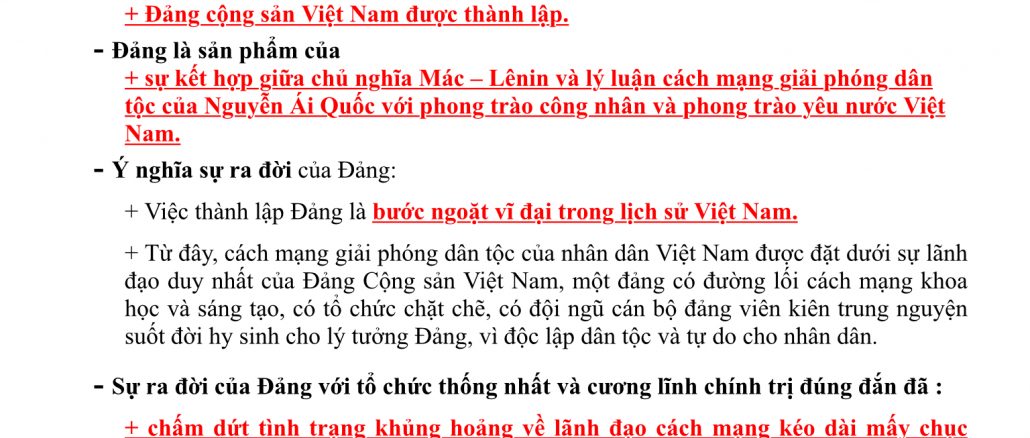 + Đảng cộng sản Việt Nam được thành lập.
- Đảng là sản phẩm của
+ sự kết hợp giữa chủ nghĩa Mác – Lênin và lý luận cách mạng giải phóng dân
tộc của Nguyễn Ái Quốc với phong trào công nhân và phong trào yêu nước Việt
Nam.
- Ý nghĩa sự ra đời của Đảng:
+ Việc thành lập Đảng là bước ngoặt vĩ đại trong lịch sử Việt Nam.
+ Từ đây, cách mạng giải phóng dân tộc của nhân dân Việt Nam được đặt dưới sự lãnh
đạo duy nhất của Đảng Cộng sản Việt Nam, một đảng có đường lối cách mạng khoa
học và sáng tạo, có tổ chức chặt chẽ, có đội ngũ cán bộ đảng viên kiên trung nguyện
suốt đời hy sinh cho lý tưởng Đảng, vì độc lập dân tộc và tự do cho nhân dân.
- Sự ra đời của Đảng với tổ chức thống nhất và cương lĩnh chính trị đúng đắn đã :
+ chấm dứt tình trạng khủng hoảng về lãnh đạo cách mạng kéo dài mấy chục